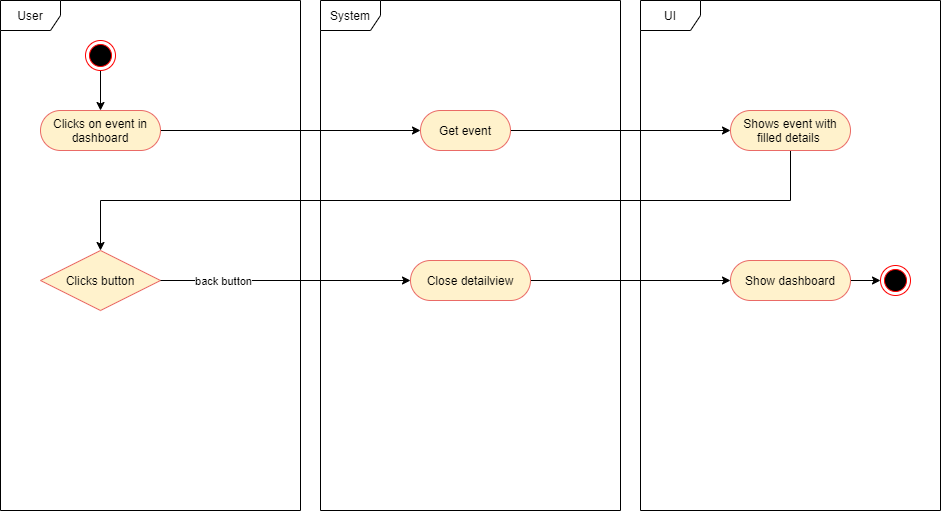 User
System
UI
Clicks on event in
dashboard
Get event
Shows event with
filled details
Clicks button
back button
Close detailview
Show dashboard